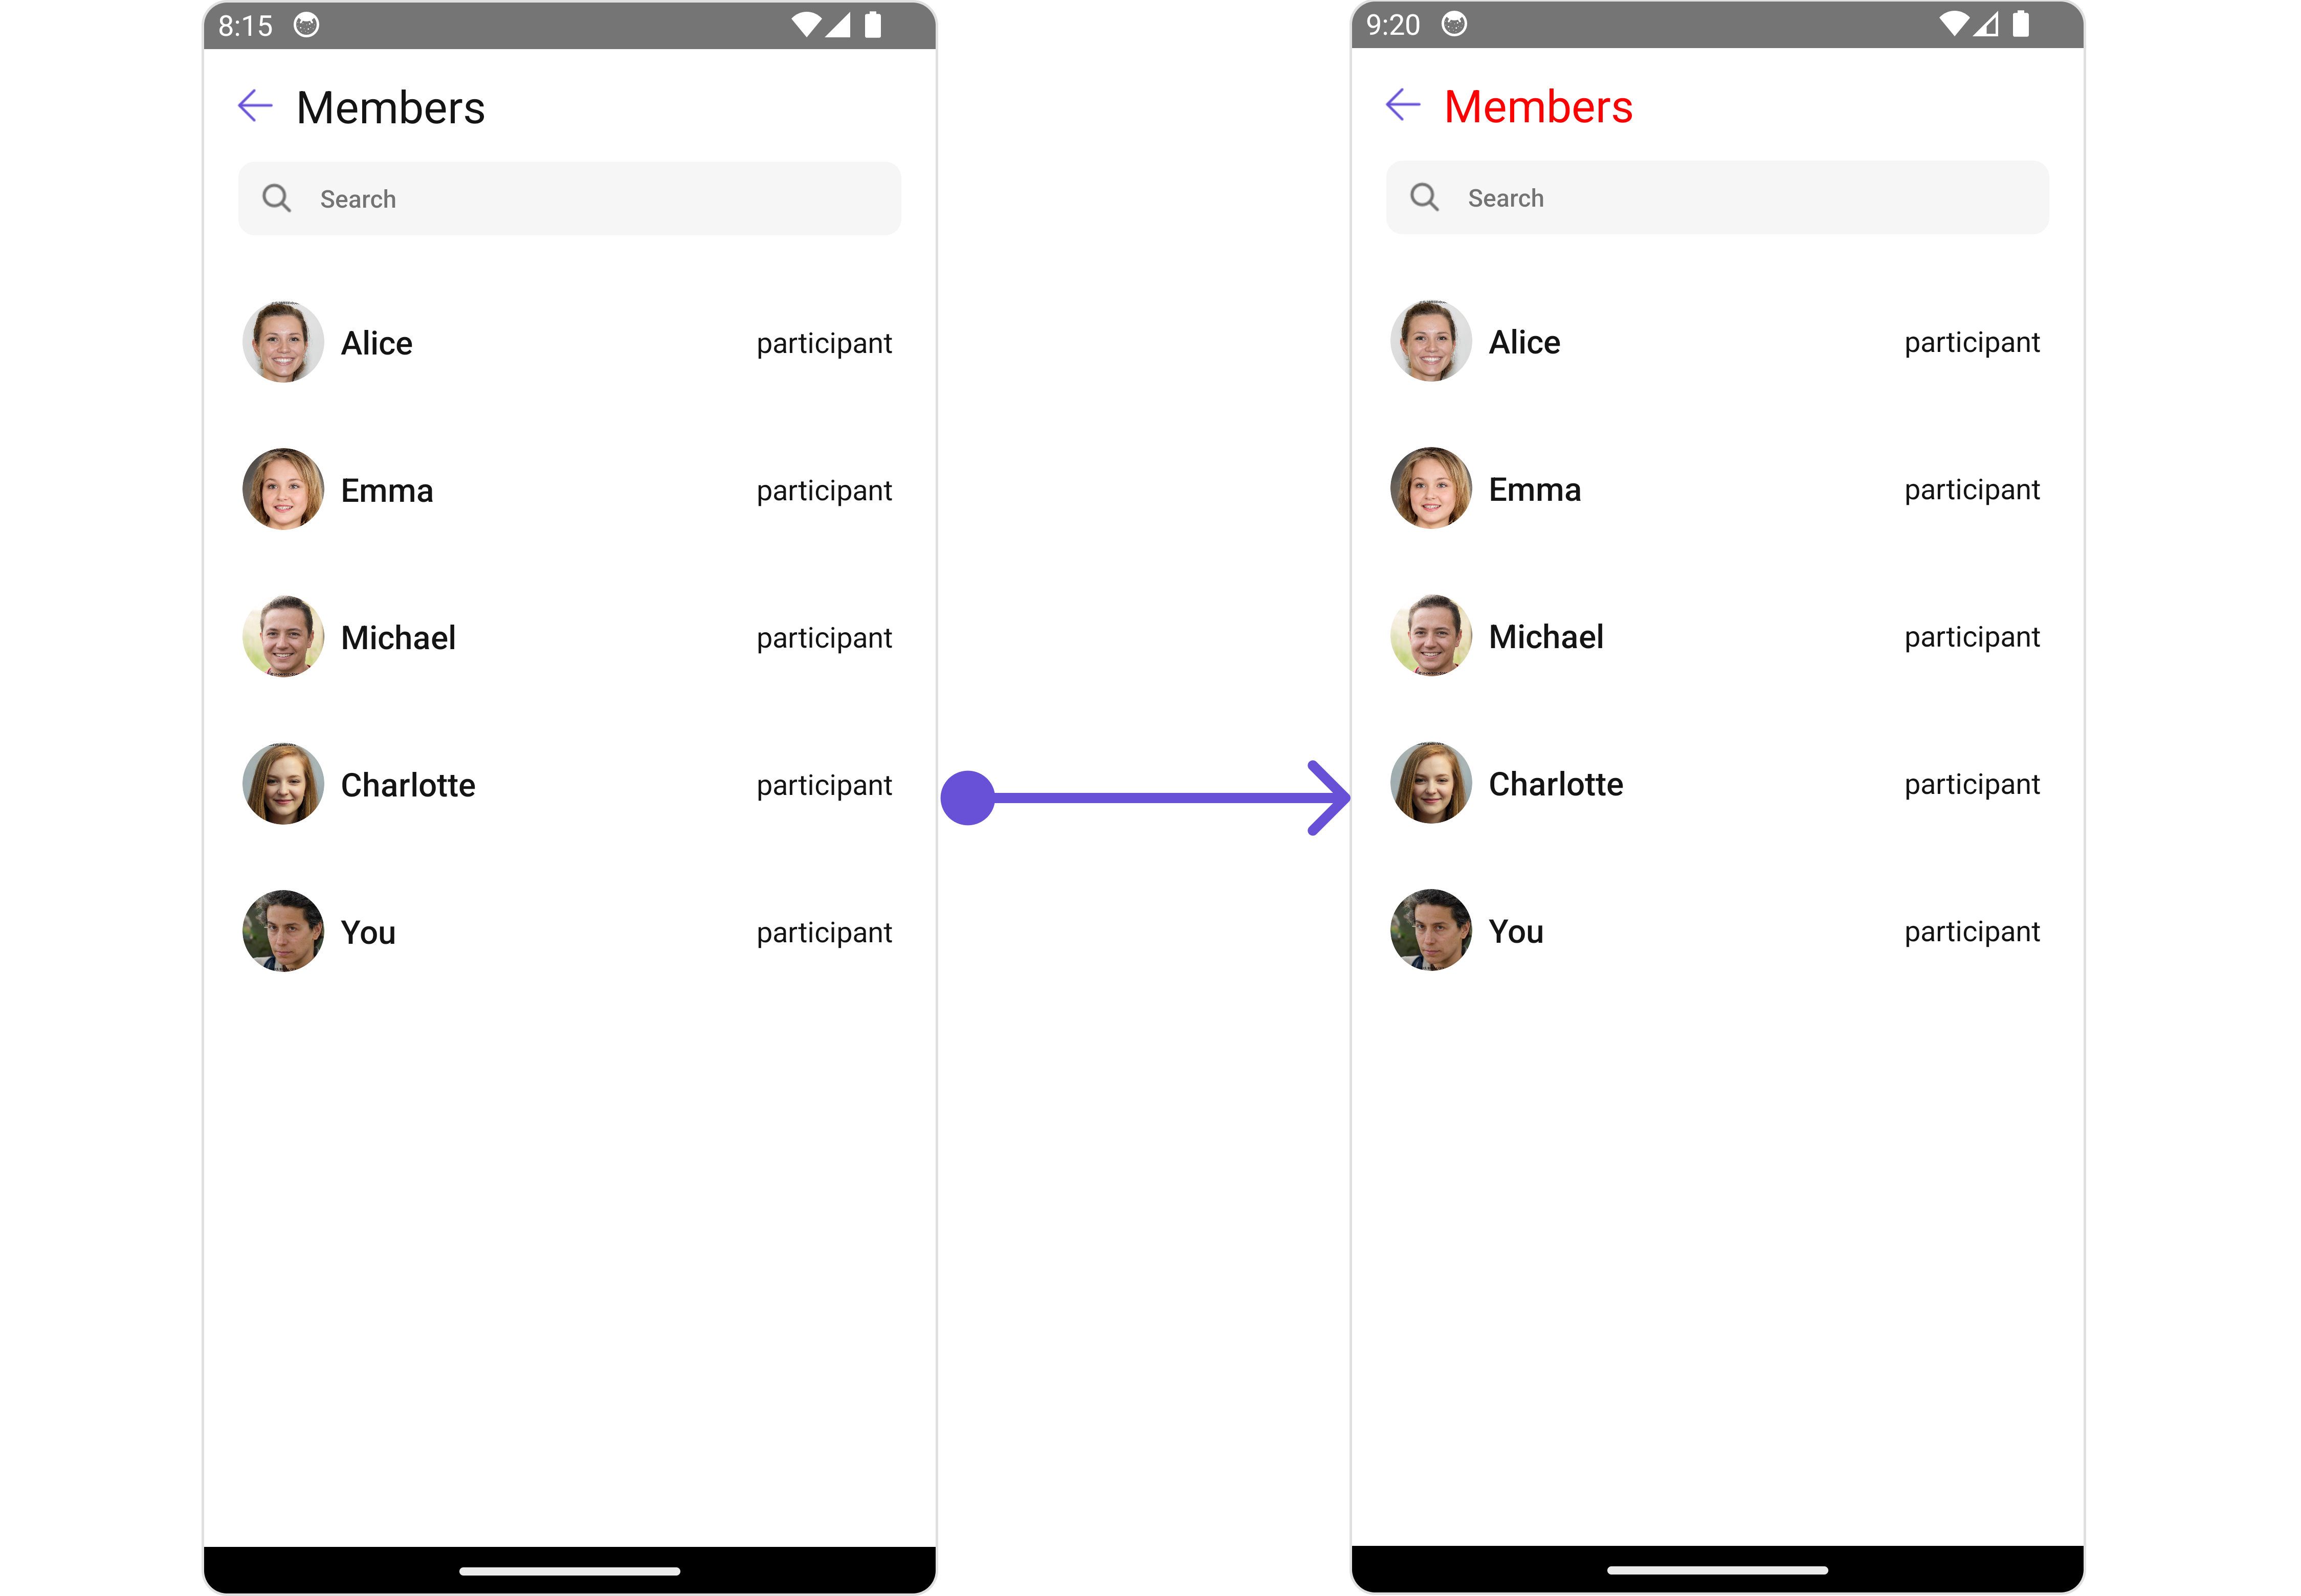 8:15
Members
Search
Alice participant
Emma participant
Michael participant
Charlotte participant
You participant
9:20
Members
Search
Alice participant
Emma participant
Michael participant
Charlotte participant
You participant